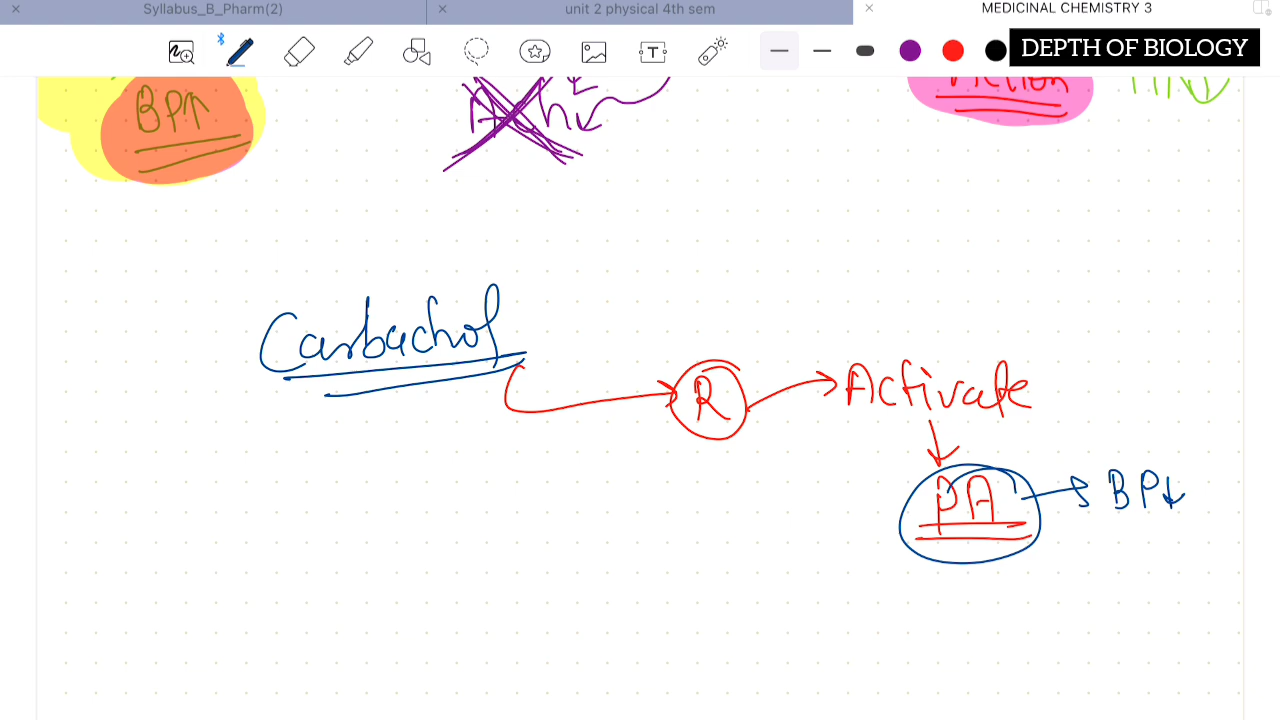 Syllabus_B_Pharm(2)
unit 2 physical 4th sem
MEDICINAL CHEMISTRY 3
DEPTH OF BIOLOGY
T
BP↑
Carbachol
R
Activate
PA
BP↓